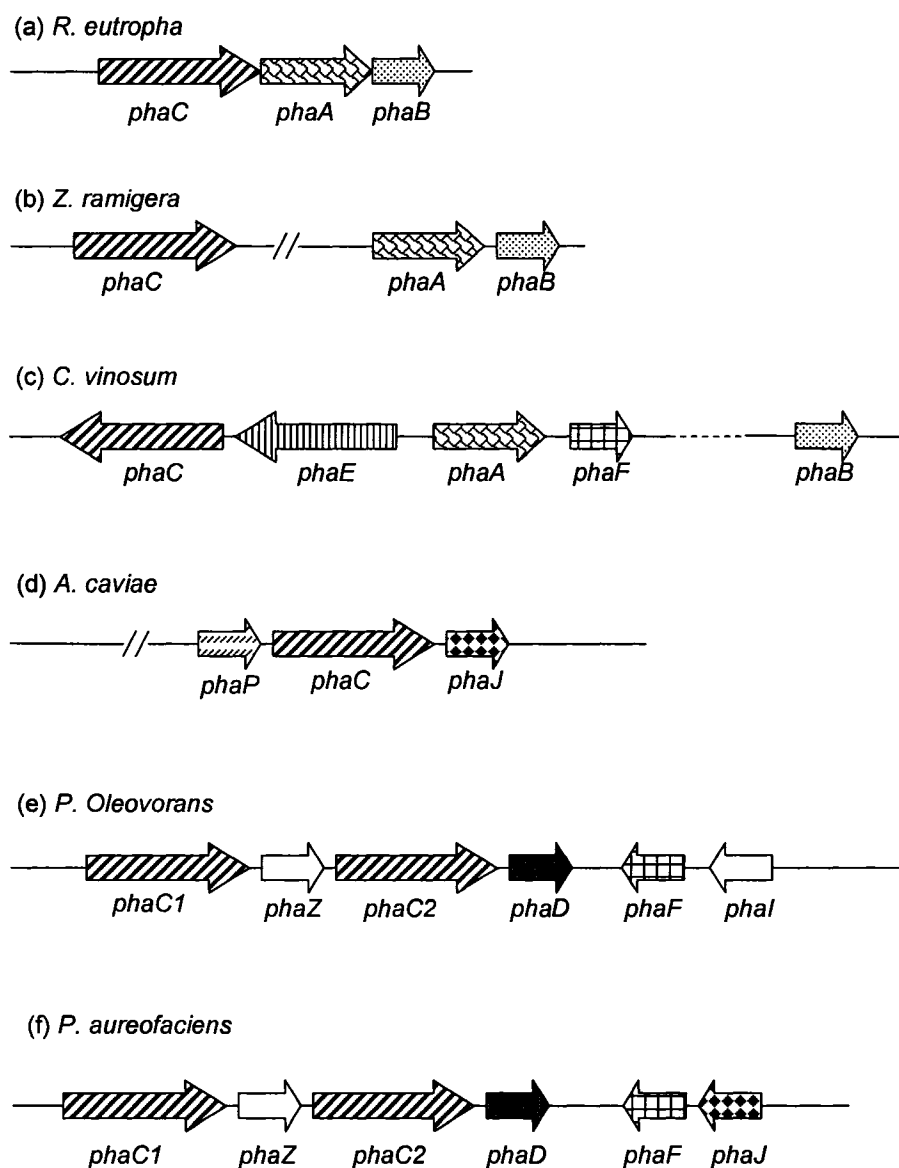 (a) R. eutropha
phaC phaA phaB
(b) Z. ramigera
phaC phaA phaB
(c) C. vinosum
phaC phaE phaA phaF phaB
(d) A. caviae
phaP phaC phaJ
(e) P. Oleovorans
phaC1 phaZ phaC2 phaD phaF phaI
(f) P. aureofaciens
phaC1 phaZ phaC2 phaD phaF phaJ